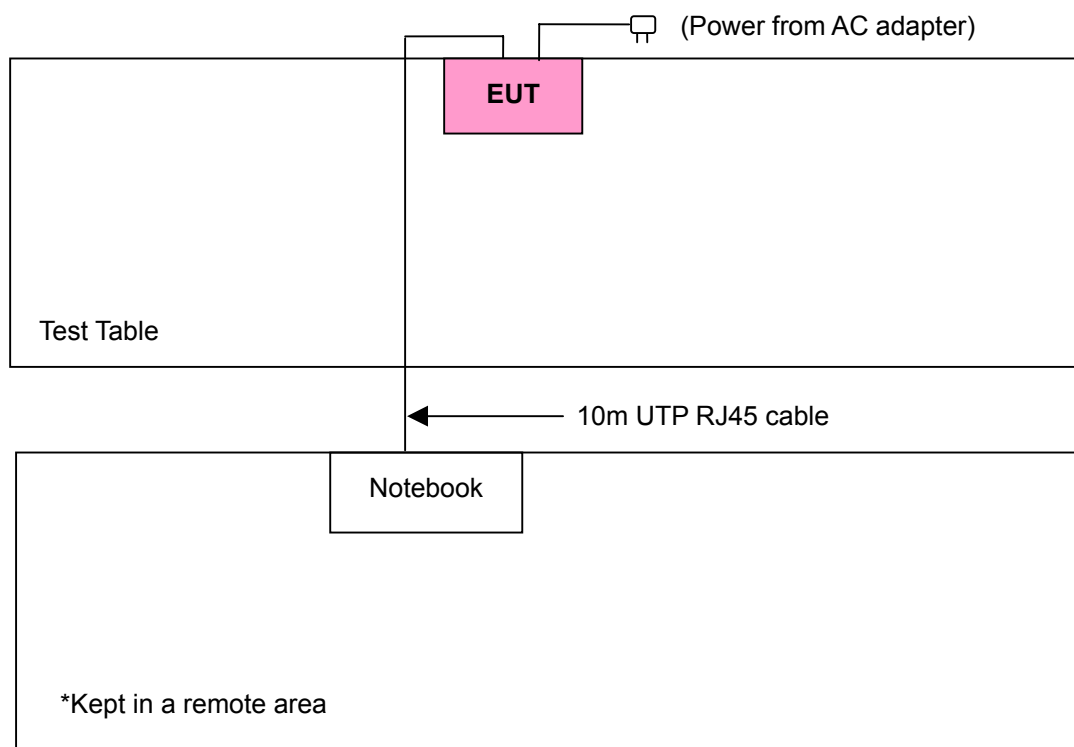 (Power from AC adapter)
EUT
Test Table
10m UTP RJ45 cable
Notebook
*Kept in a remote area